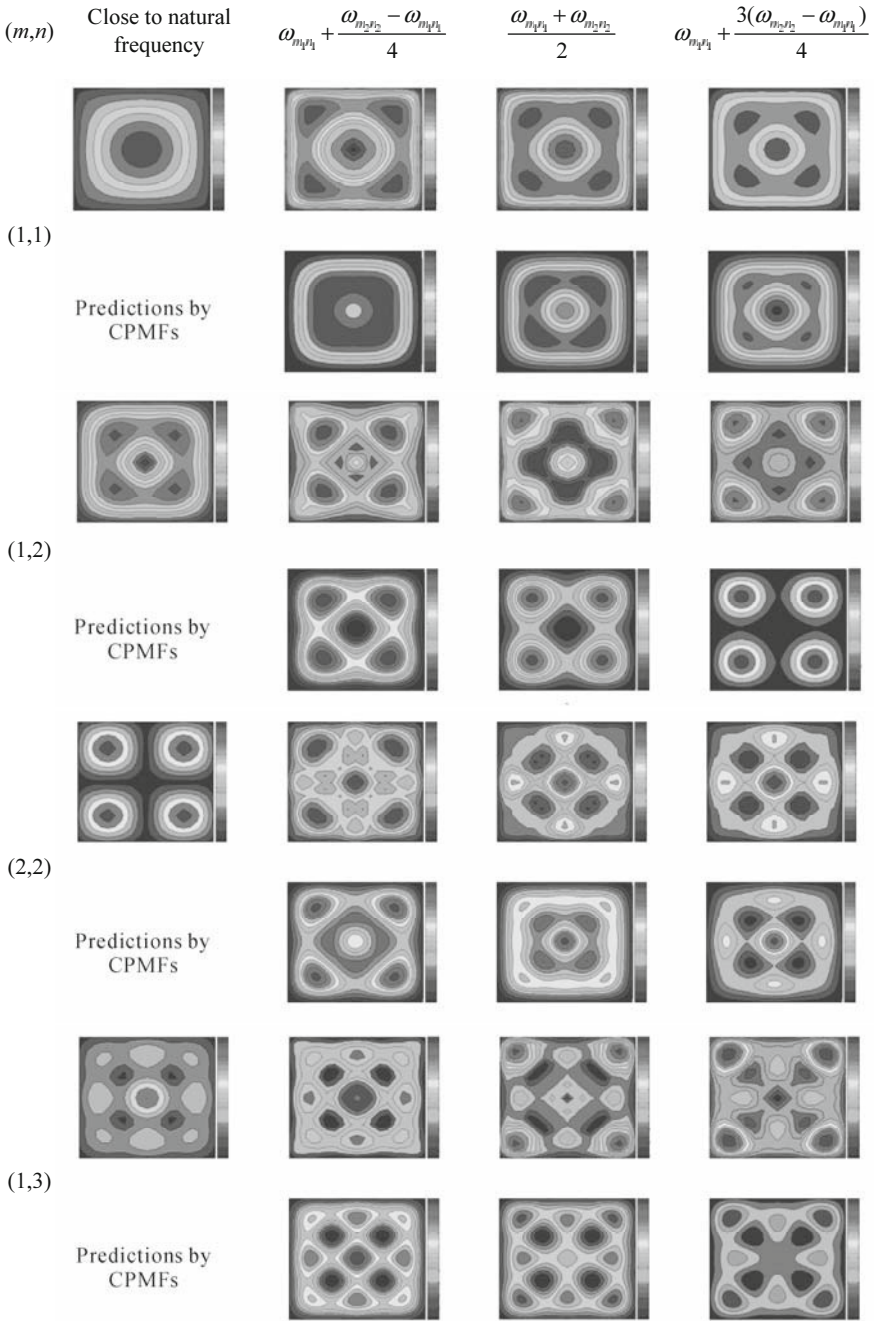 (m,n) Close to natural frequency ω_{m₁n₁} + (ω_{m₂n₂} − ω_{m₁n₁})/4 (ω_{m₁n₁} + ω_{m₂n₂})/2 ω_{m₁n₁} + 3(ω_{m₂n₂} − ω_{m₁n₁})/4
(1,1)
Predictions by
CPMFs
(1,2)
Predictions by
CPMFs
(2,2)
Predictions by
CPMFs
(1,3)
Predictions by
CPMFs